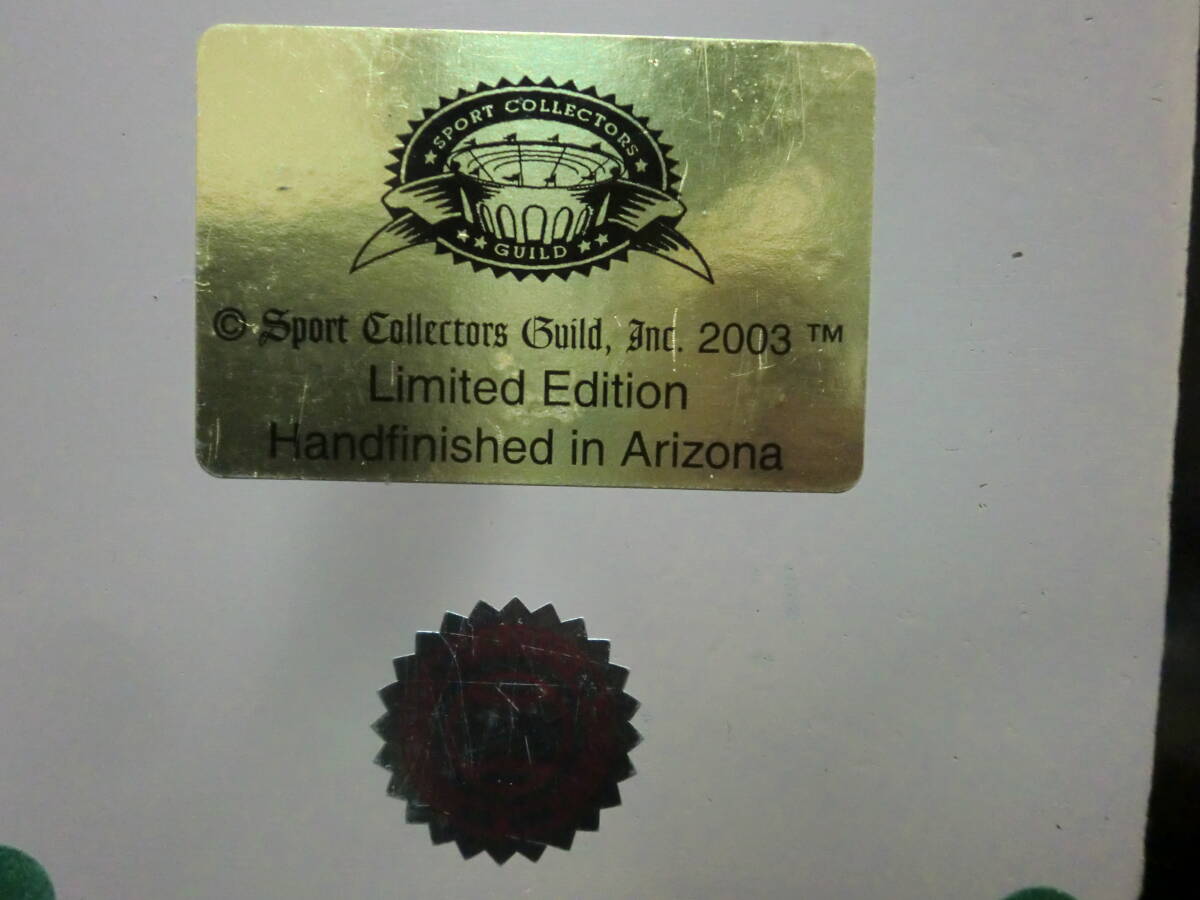 SPORT COLLECTORS
GUILD
© Sport Collectors Guild, Inc. 2003 ™
Limited Edition
Handfinished in Arizona